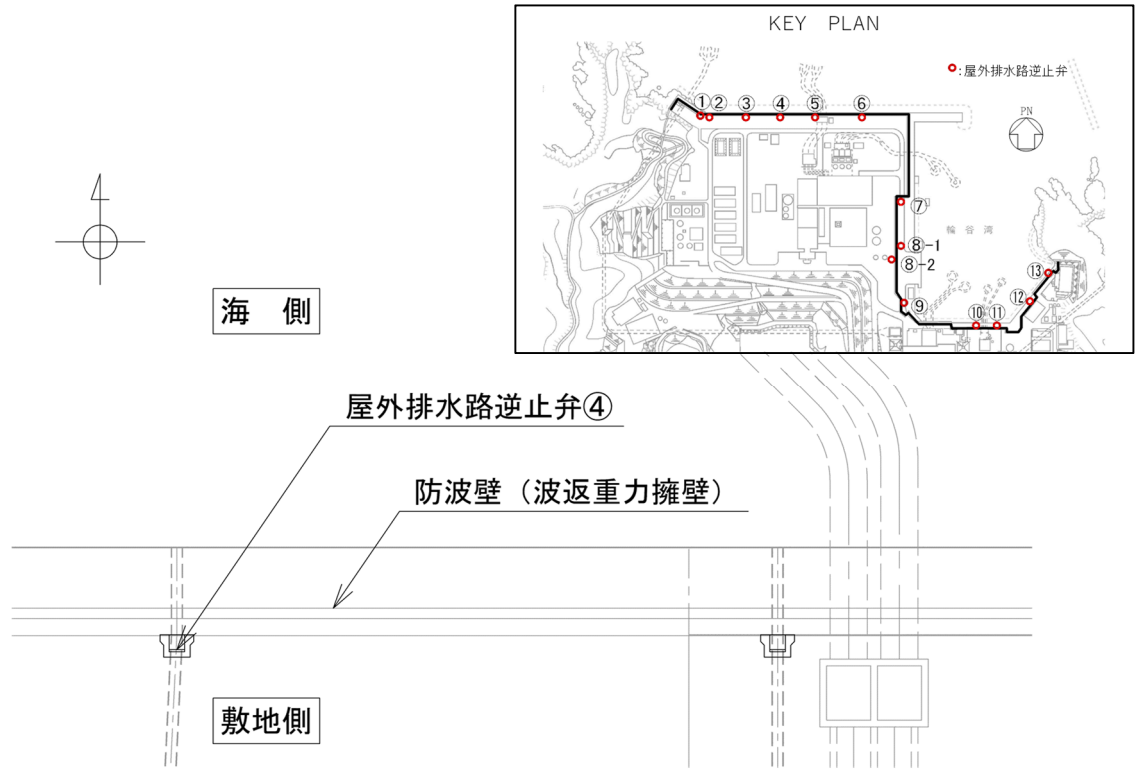 KEY PLAN
:屋外排水路逆止弁
① ② ③ ④ ⑤ ⑥
PN
⑦
輪谷湾
⑧-1
⑧-2
⑬
⑨
⑫
⑩ ⑪
海 側
屋外排水路逆止弁④
防波壁（波返重力擁壁）
敷地側